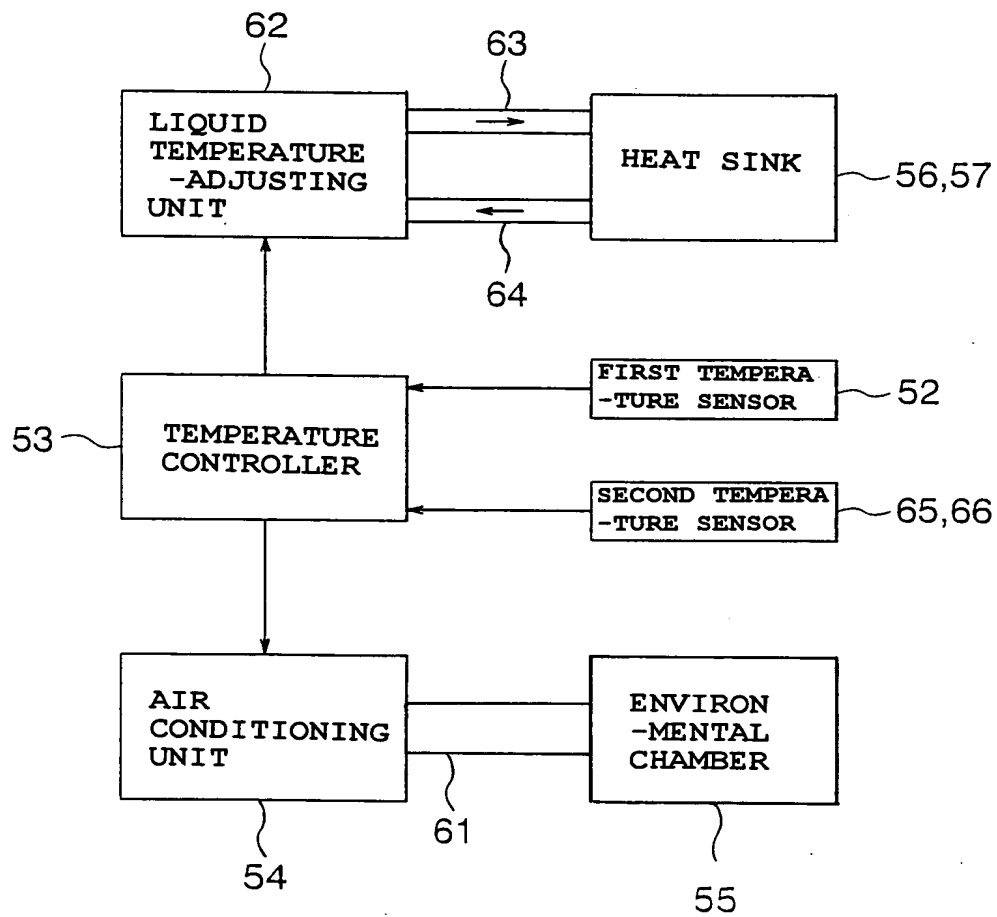 62
63
LIQUID
TEMPERATURE
-ADJUSTING
UNIT
HEAT SINK
56,57
64
FIRST TEMPERA
-TURE SENSOR
52
53
TEMPERATURE
CONTROLLER
SECOND TEMPERA
-TURE SENSOR
65,66
AIR
CONDITIONING
UNIT
ENVIRON
-MENTAL
CHAMBER
61
54
55